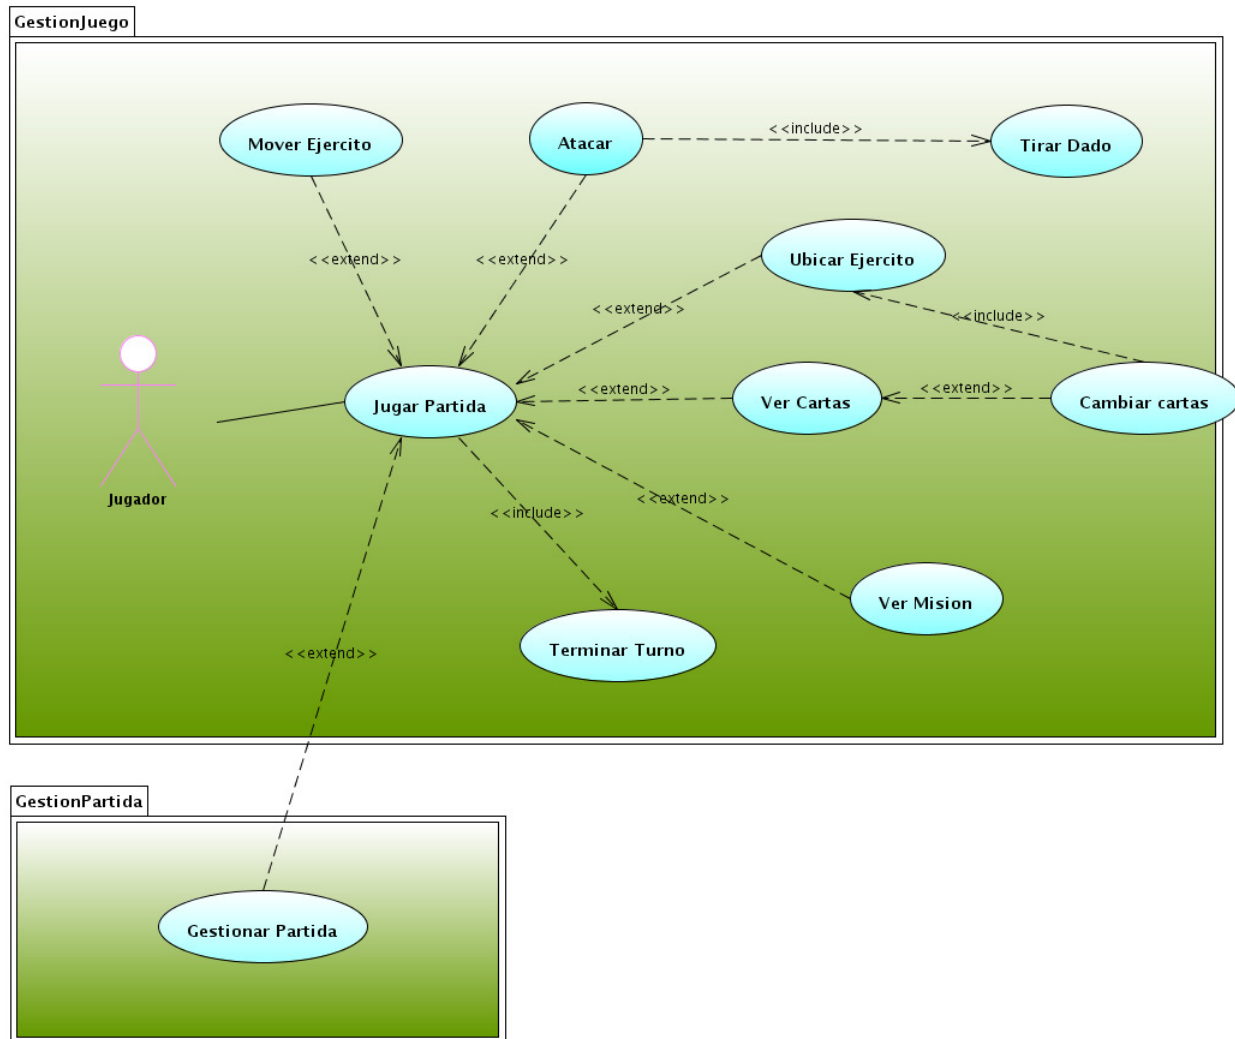 GestionJuego
Mover Ejercito
Atacar
<<include>>
Tirar Dado
<<extend>>
<<extend>>
Ubicar Ejercito
<<extend>>
<<include>>
Jugar Partida
<<extend>>
Ver Cartas
<<extend>>
Cambiar cartas
Jugador
<<include>>
<<extend>>
Ver Mision
Terminar Turno
<<extend>>
GestionPartida
Gestionar Partida